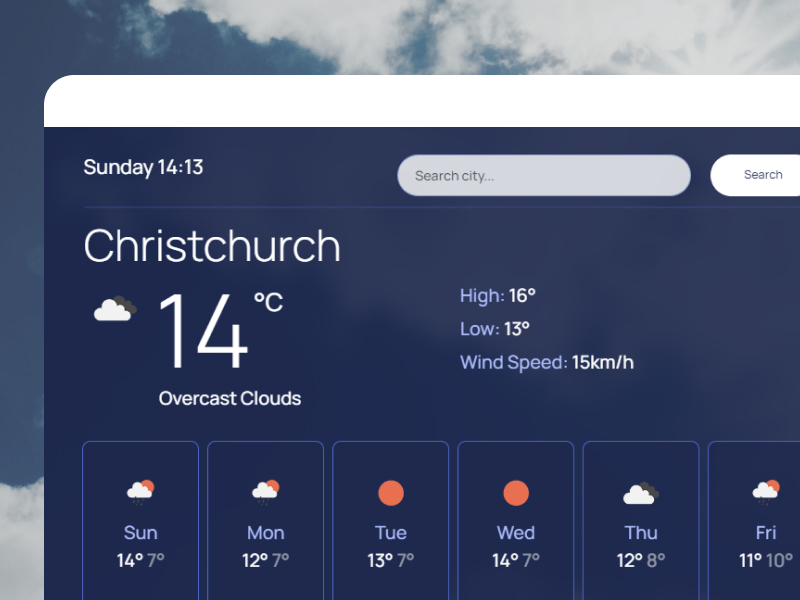 Sunday 14:13
Search city...
Search
Christchurch
14 °C
Overcast Clouds
High: 16°
Low: 13°
Wind Speed: 15km/h
Sun
14° 7°
Mon
12° 7°
Tue
13° 7°
Wed
14° 7°
Thu
12° 8°
Fri
11° 10°